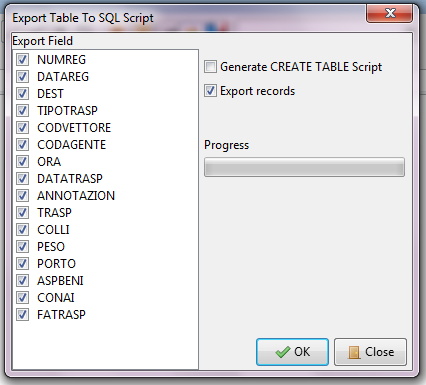 Export Table To SQL Script
Export Field
NUMREG
DATAREG
DEST
TIPOTRASP
CODVETTORE
CODAGENTE
ORA
DATATRASP
ANNOTAZION
TRASP
COLLI
PESO
PORTO
ASPBENI
CONAI
FATRASP
Generate CREATE TABLE Script
Export records
Progress
OK
Close